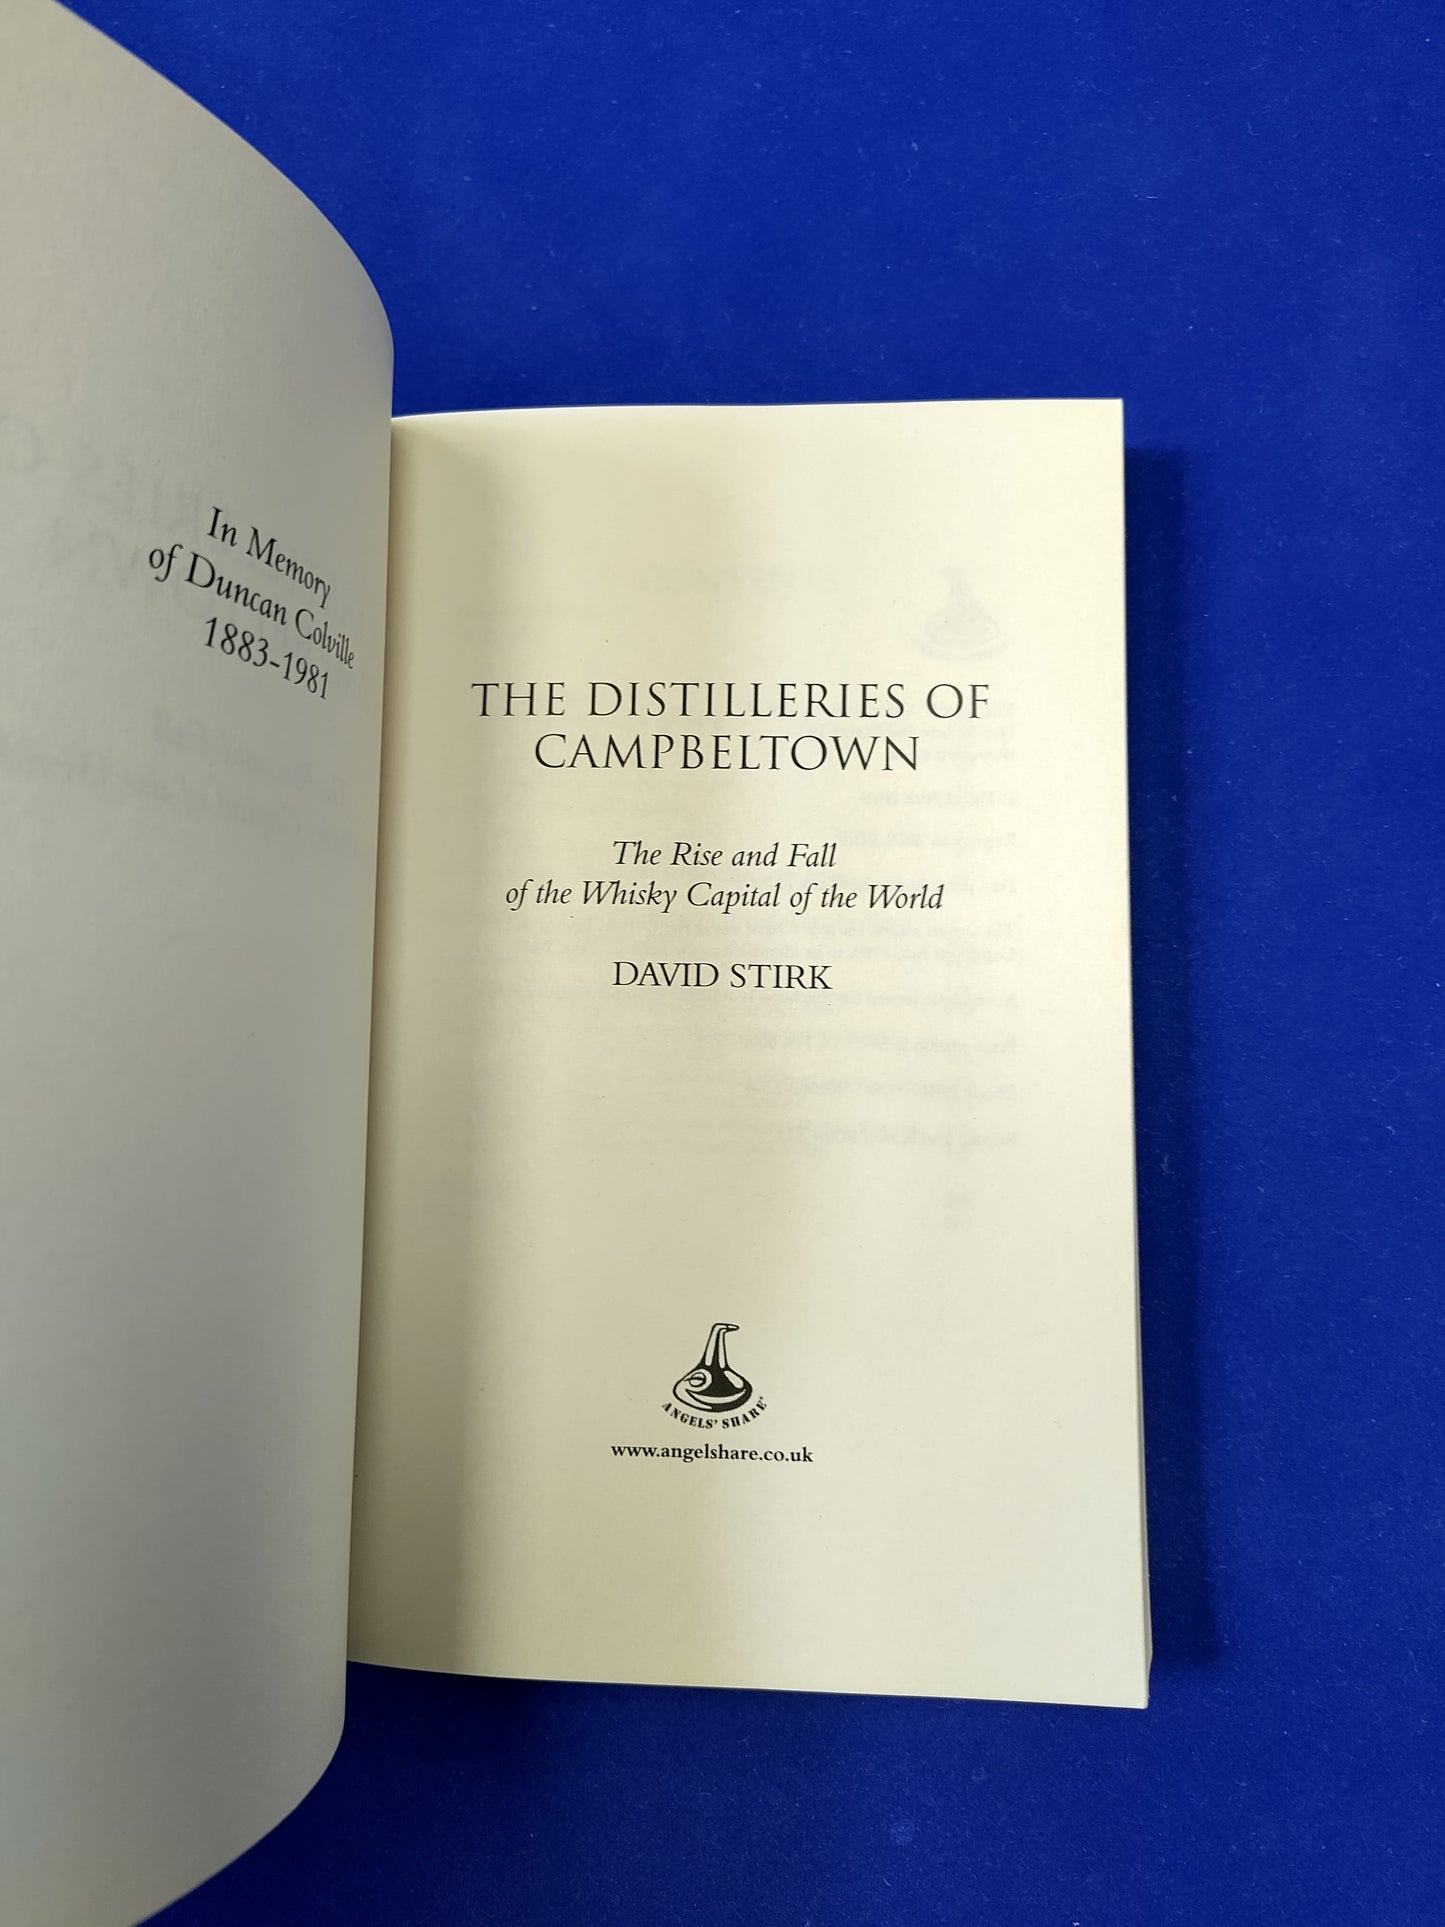 In Memory
of Duncan Colville
1883-1981
THE DISTILLERIES OF
CAMPBELTOWN
The Rise and Fall
of the Whisky Capital of the World
DAVID STIRK
ANGELS' SHARE
www.angelshare.co.uk